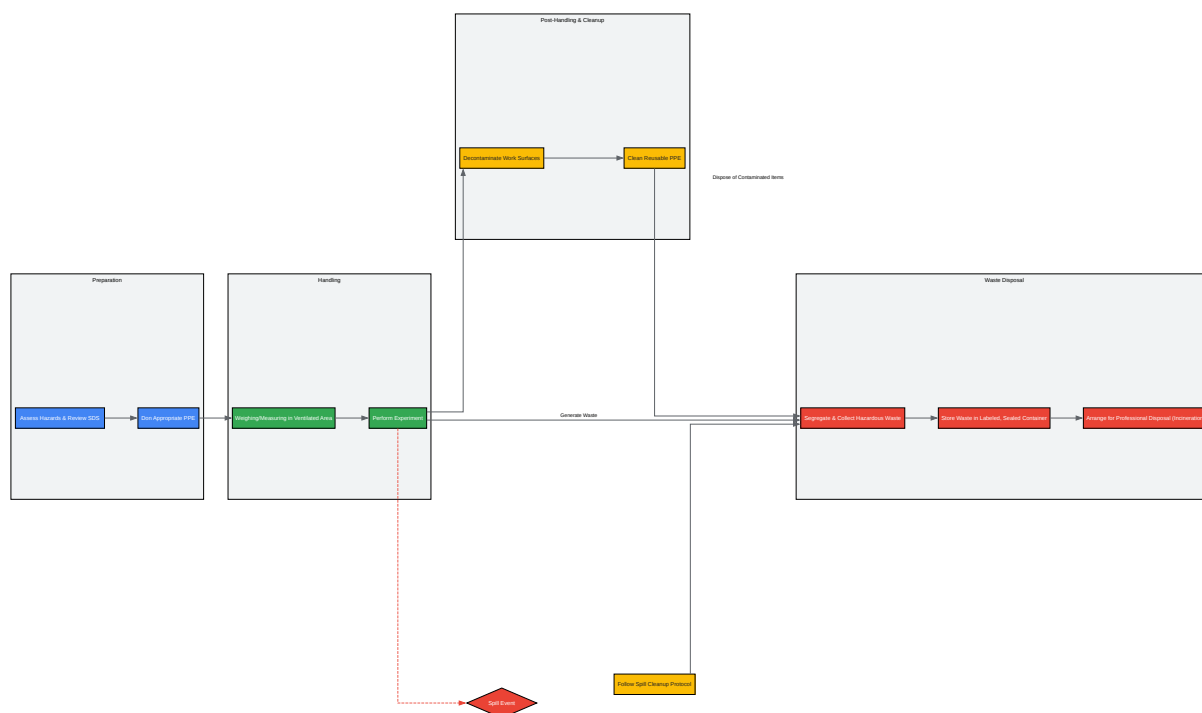 Post-Handling & Cleanup
Decontaminate Work Surfaces
Clean Reusable PPE
Dispose of Contaminated Items
Preparation
Handling
Waste Disposal
Assess Hazards & Review SDS
Don Appropriate PPE
Weighing/Measuring in Ventilated Area
Perform Experiment
Generate Waste
Segregate & Collect Hazardous Waste
Store Waste in Labeled, Sealed Container
Arrange for Professional Disposal (Incineration
Follow Spill Cleanup Protocol
Spill Event